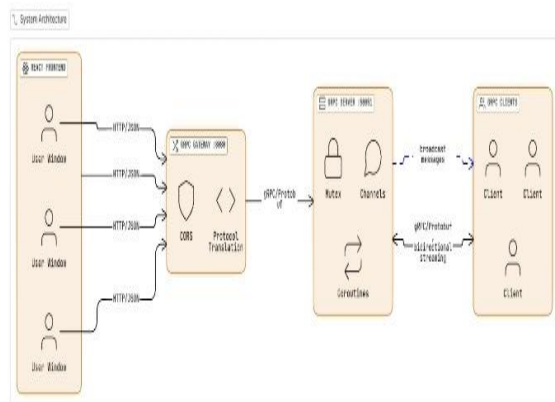 System Architecture
REACT FRONTEND
User Window
User Window
User Window
HTTP/JSON
HTTP/JSON
HTTP/JSON
HTTP/JSON
GRPC GATEWAY
CORS
Protocol
Translation
gRPC/Protob
uf
GRPC SERVER
Mutex
Channels
Goroutines
broadcast
messages
gRPC/Protobuf
bidirectional
streaming
GRPC CLIENTS
Client
Client
Client